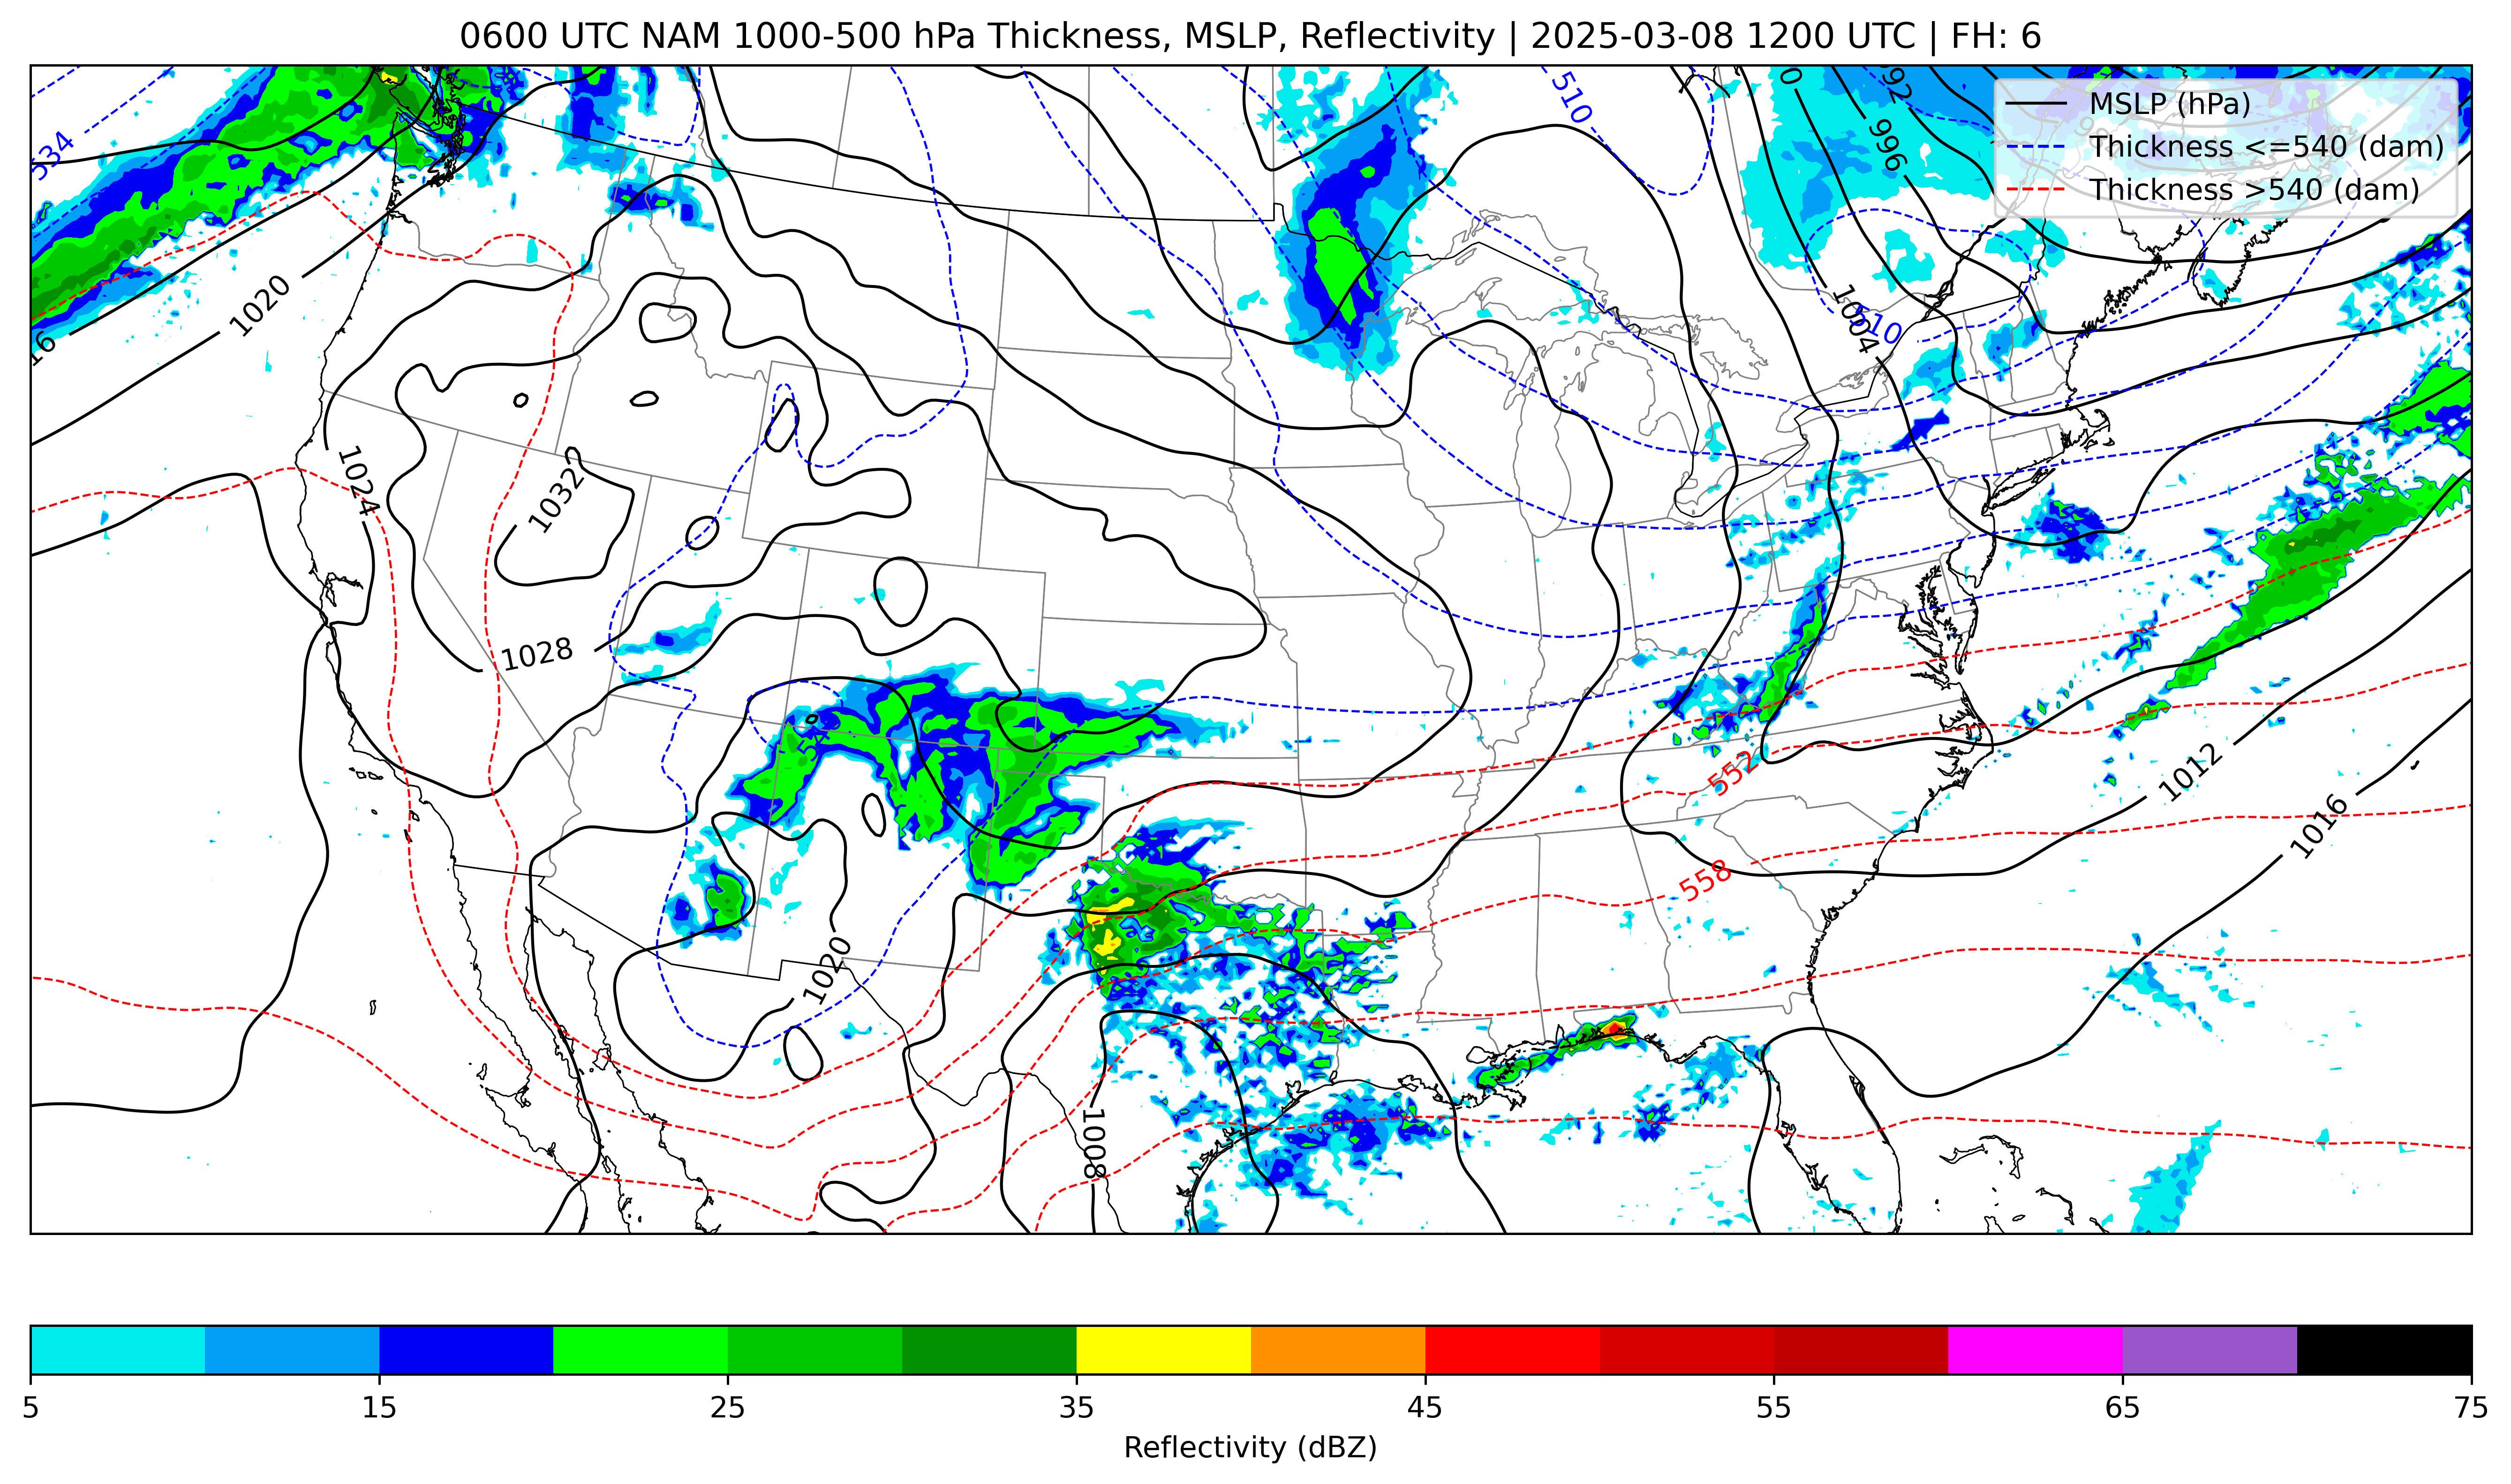 0600 UTC NAM 1000-500 hPa Thickness, MSLP, Reflectivity | 2025-03-08 1200 UTC | FH: 6
MSLP (hPa)
Thickness <=540 (dam)
Thickness >540 (dam)
534
510
996
1020
16
1004
510
1024
1032
1028
552
1012
1016
558
1020
1008
5 15 25 35 45 55 65 75
Reflectivity (dBZ)